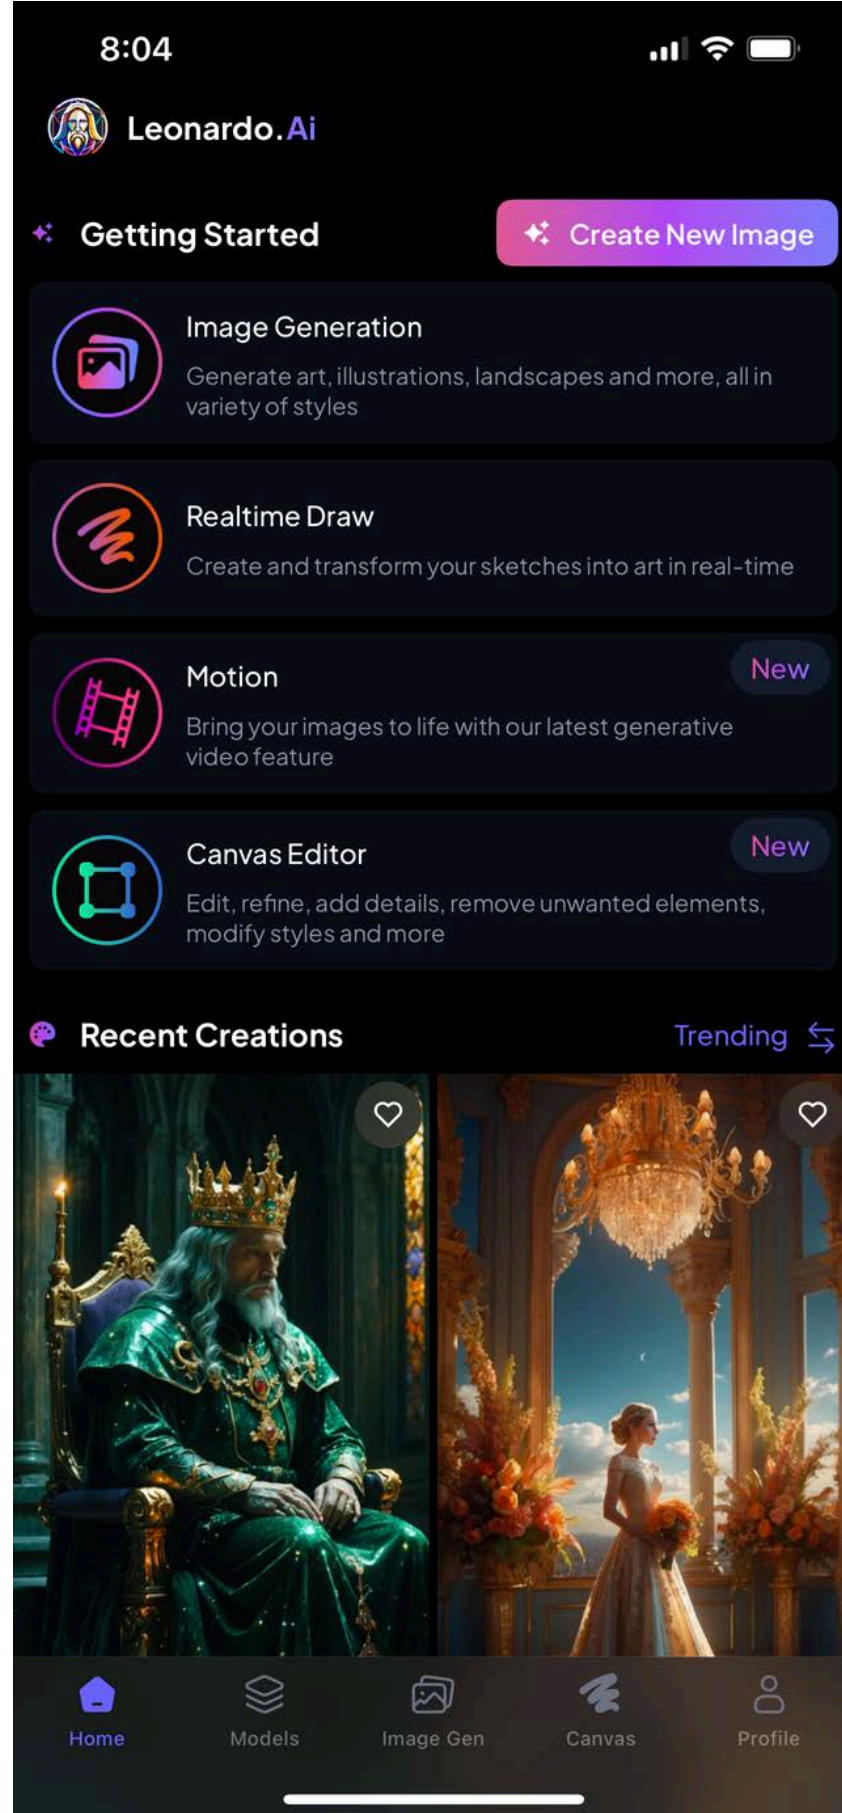 8:04
Leonardo.Ai
Getting Started
Create New Image
Image Generation
Generate art, illustrations, landscapes and more, all in
variety of styles
Realtime Draw
Create and transform your sketches into art in real-time
Motion
New
Bring your images to life with our latest generative
video feature
Canvas Editor
New
Edit, refine, add details, remove unwanted elements,
modify styles and more
Recent Creations
Trending
Home
Models
Image Gen
Canvas
Profile